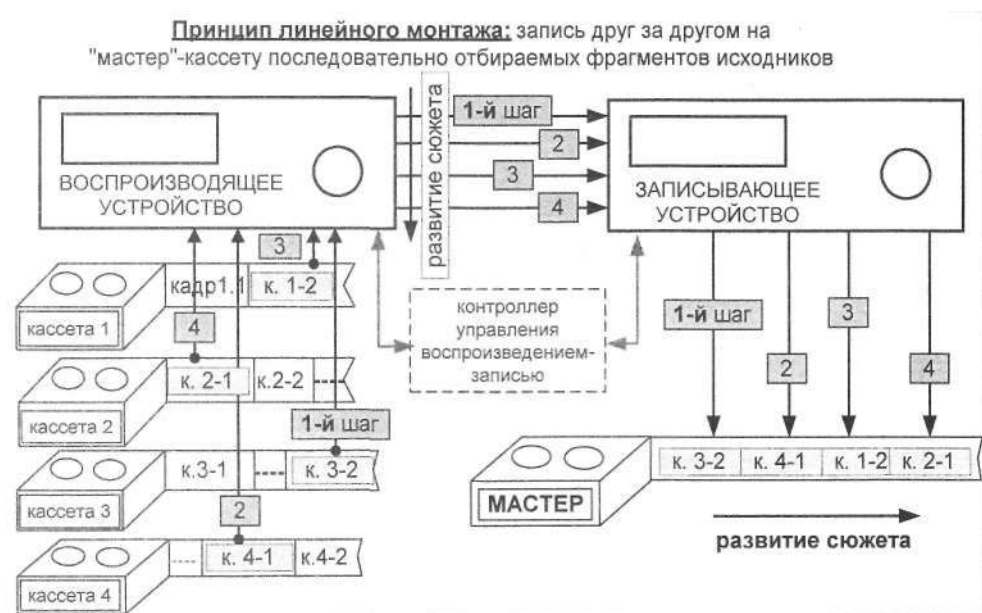 Принцип линейного монтажа: запись друг за другом на
"мастер"-кассету последовательно отбираемых фрагментов исходников
ВОСПРОИЗВОДЯЩЕЕ
УСТРОЙСТВО
развитие сюжета
1-й шаг
2
3
4
ЗАПИСЫВАЮЩЕЕ
УСТРОЙСТВО
3
кадр1.1
к. 1-2
кассета 1
4
к. 2-1
к.2-2
кассета 2
1-й шаг
к.3-1
к. 3-2
кассета 3
2
к. 4-1
к.4-2
кассета 4
контроллер
управления
воспроизведением-
записью
1-й шаг
2
3
4
к. 3-2
к. 4-1
к. 1-2
к. 2-1
МАСТЕР
развитие сюжета